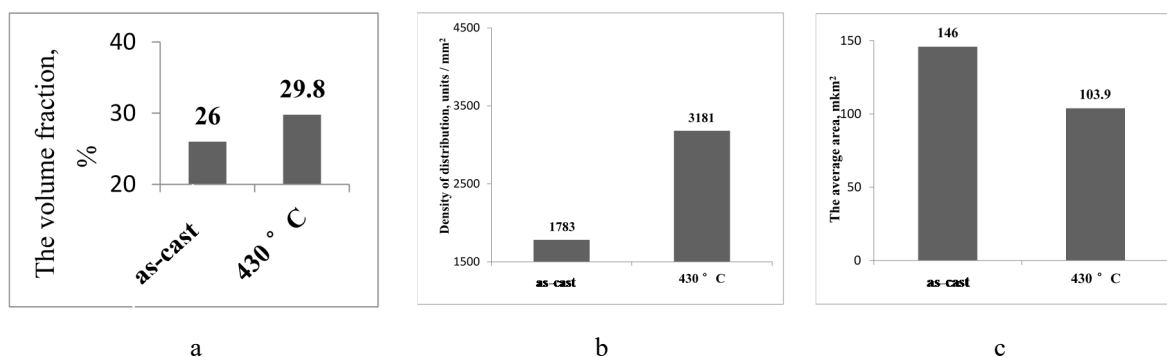 The volume fraction,
%
40
30
20
26
29.8
as-cast
430° C
Density of distribution, units / mm²
4500
3500
2500
1500
1783
3181
as-cast
430° C
The average area, mkm²
150
100
50
0
146
103.9
as-cast
430° C
a
b
c